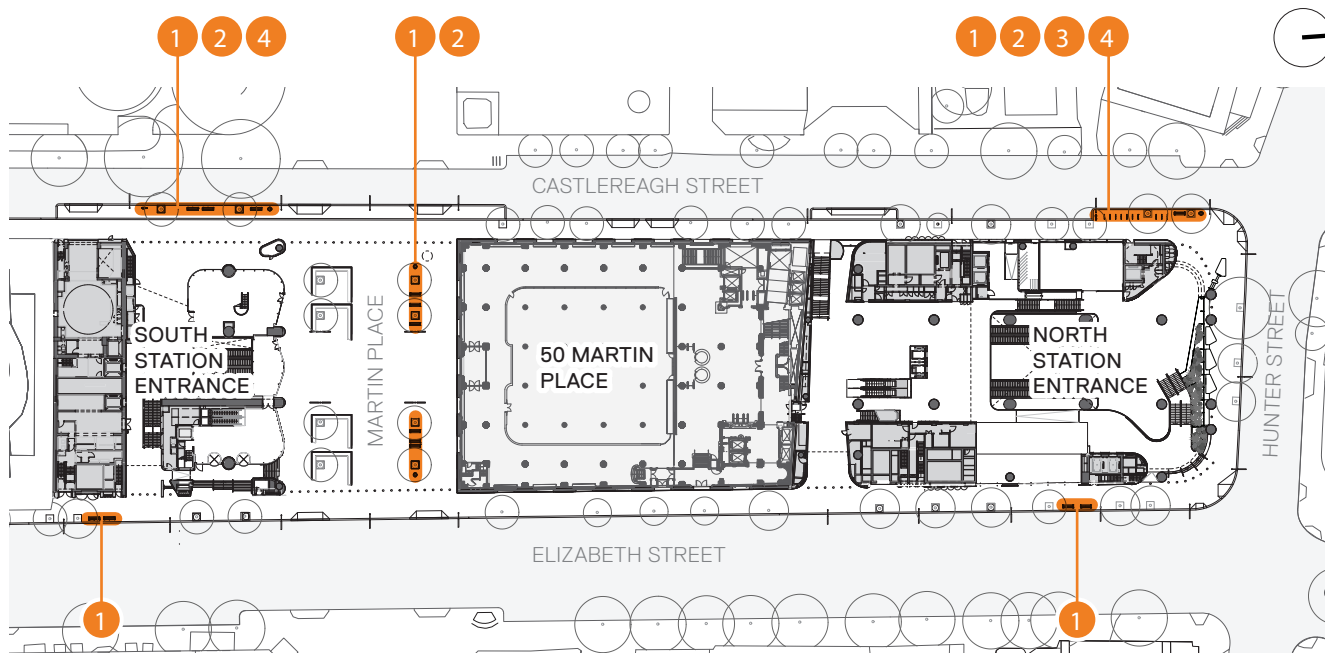 1 2 4
1 2
1 2 3 4
CASTLEREAGH STREET
SOUTH
STATION
ENTRANCE
MARTIN PLACE
50 MARTIN
PLACE
NORTH
STATION
ENTRANCE
HUNTER STREET
ELIZABETH STREET
1
1